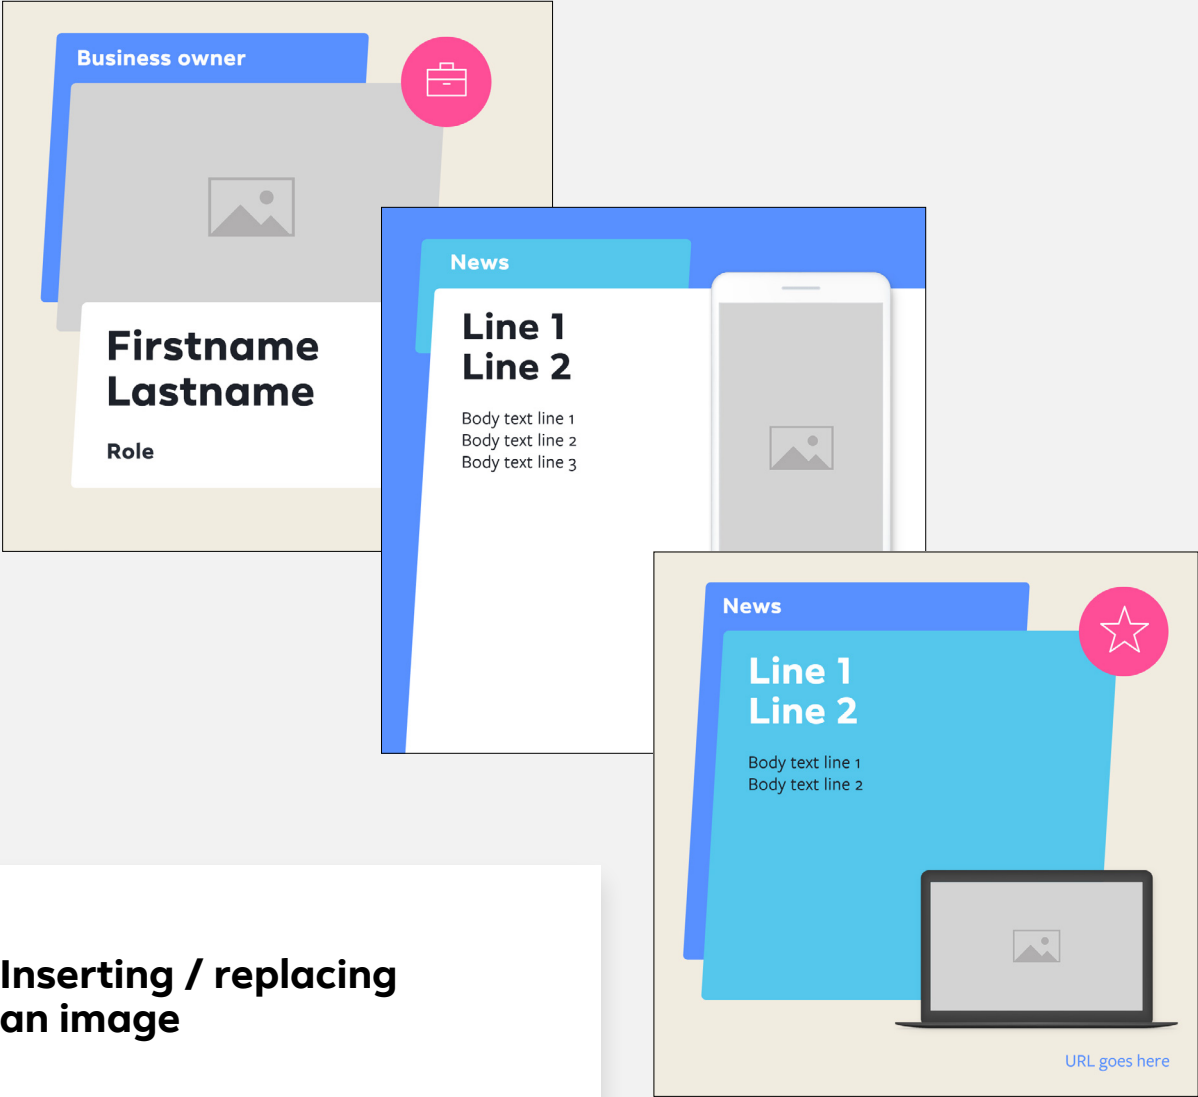 Business owner
Firstname
Lastname
Role
News
Line 1
Line 2
Body text line 1
Body text line 2
Body text line 3
News
Line 1
Line 2
Body text line 1
Body text line 2
URL goes here
Inserting / replacing
an image